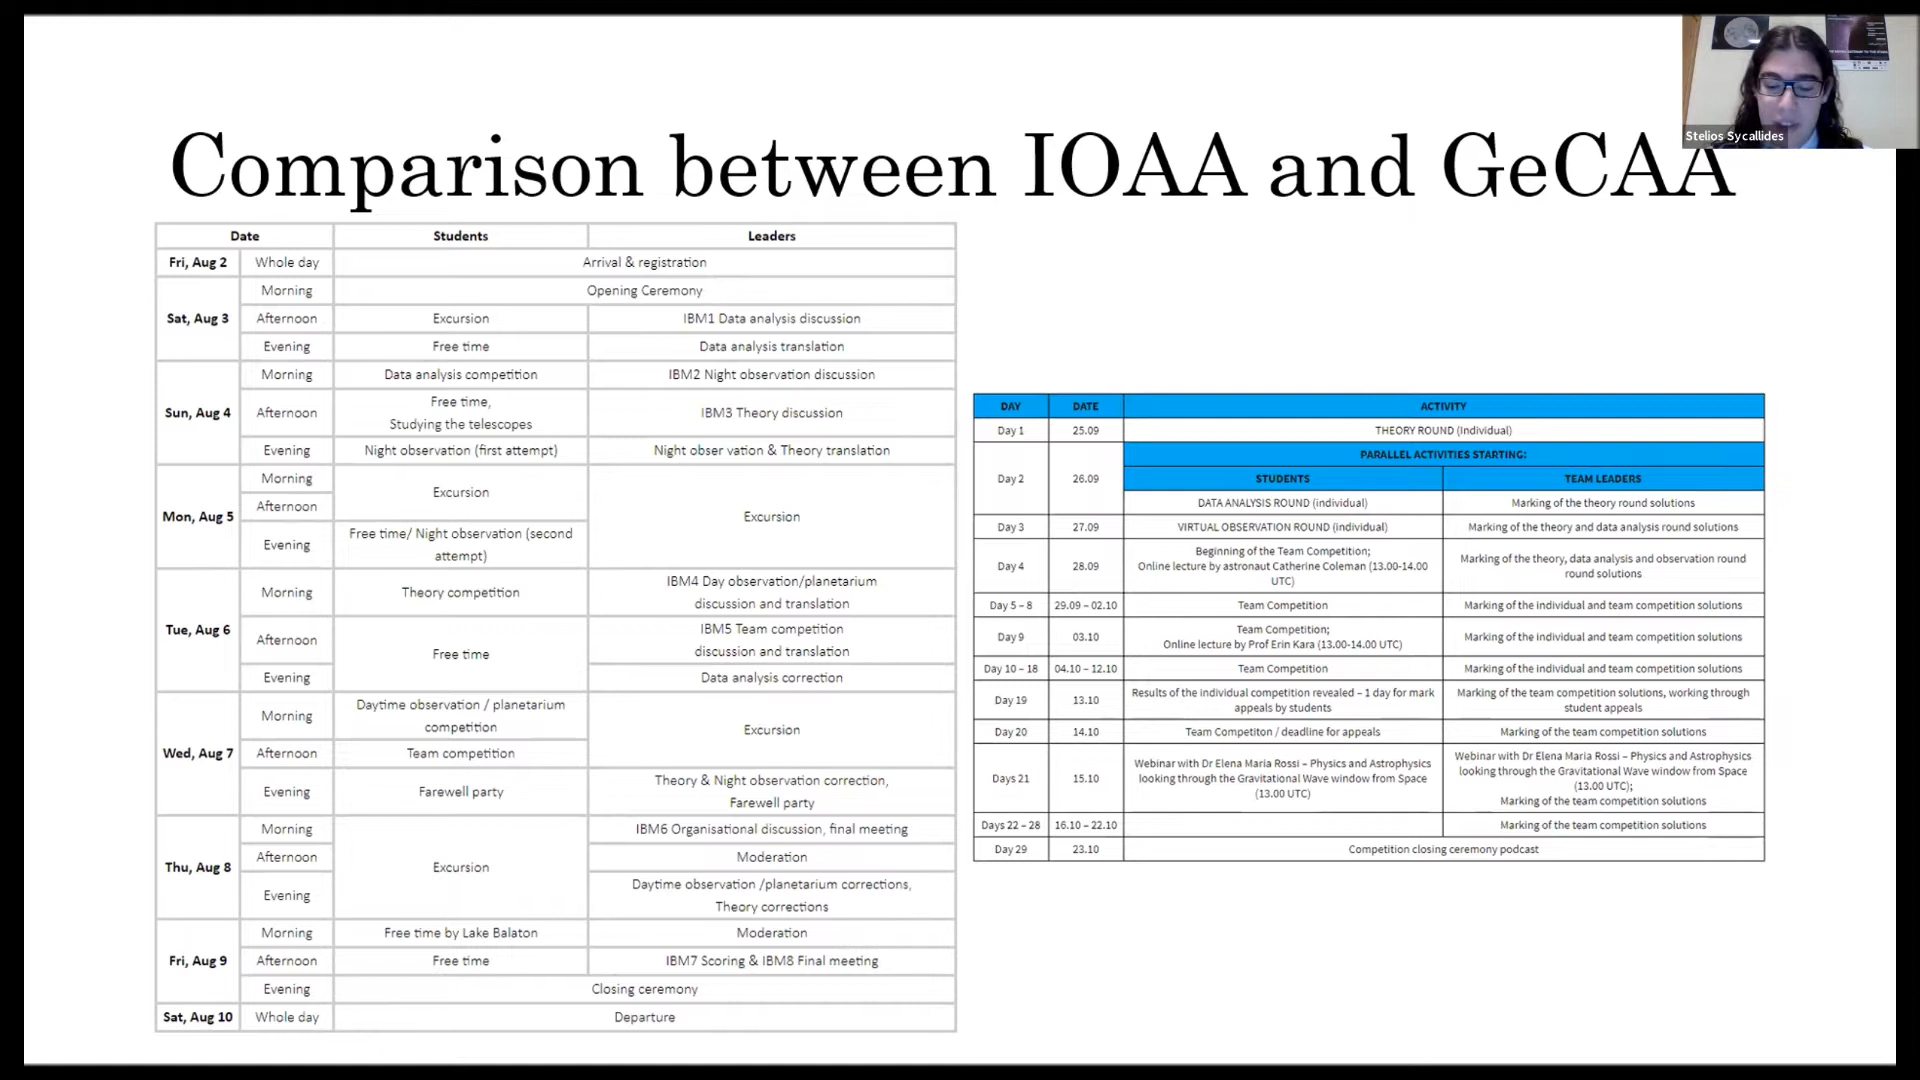 Stelios Sycallides
Comparison between IOAA and GeCAA
Date Students Leaders
Fri, Aug 2 Whole day Arrival & registration
Sat, Aug 3
Morning Opening Ceremony
Afternoon Excursion IBM1 Data analysis discussion
Evening Free time Data analysis translation
Sun, Aug 4
Morning Data analysis competition IBM2 Night observation discussion
Afternoon Free time,
Studying the telescopes
IBM3 Theory discussion
Evening Night observation (first attempt) Night obser vation & Theory translation
Mon, Aug 5
Morning
Afternoon
Excursion
Excursion
Evening
Free time/ Night observation (second
attempt)
Tue, Aug 6
Morning Theory competition
IBM4 Day observation/planetarium
discussion and translation
Afternoon
Free time
IBM5 Team competition
discussion and translation
Evening Data analysis correction
Wed, Aug 7
Morning
Daytime observation / planetarium
competition
Excursion
Afternoon Team competition
Evening Farewell party
Theory & Night observation correction,
Farewell party
Thu, Aug 8
Morning IBM6 Organisational discussion, final meeting
Afternoon Excursion Moderation
Evening
Daytime observation /planetarium corrections,
Theory corrections
Fri, Aug 9
Morning Free time by Lake Balaton Moderation
Afternoon Free time IBM7 Scoring & IBM8 Final meeting
Evening Closing ceremony
Sat, Aug 10 Whole day Departure
DAY DATE ACTIVITY
Day 1 25.09 THEORY ROUND (Individual)
Day 2 26.09
PARALLEL ACTIVITIES STARTING:
STUDENTS TEAM LEADERS
DATA ANALYSIS ROUND (individual) Marking of the theory round solutions
Day 3 27.09 VIRTUAL OBSERVATION ROUND (individual) Marking of the theory and data analysis round solutions
Day 4 28.09
Beginning of the Team Competition;
Online lecture by astronaut Catherine Coleman (13.00-14.00
UTC)
Marking of the theory, data analysis and observation round
round solutions
Day 5 – 8 29.09 – 02.10 Team Competition Marking of the individual and team competition solutions
Day 9 03.10
Team Competition;
Online lecture by Prof Erin Kara (13.00-14.00 UTC)
Marking of the individual and team competition solutions
Day 10 – 18 04.10 – 12.10 Team Competition Marking of the individual and team competition solutions
Day 19 13.10
Results of the individual competition revealed – 1 day for mark
appeals by students
Marking of the team competition solutions, working through
student appeals
Day 20 14.10 Team Competiton / deadline for appeals Marking of the team competition solutions
Days 21 15.10
Webinar with Dr Elena Maria Rossi – Physics and Astrophysics
looking through the Gravitational Wave window from Space
(13.00 UTC)
Webinar with Dr Elena Maria Rossi – Physics and Astrophysics
looking through the Gravitational Wave window from Space
(13.00 UTC);
Marking of the team competition solutions
Days 22 – 28 16.10 – 22.10 Marking of the team competition solutions
Day 29 23.10 Competition closing ceremony podcast